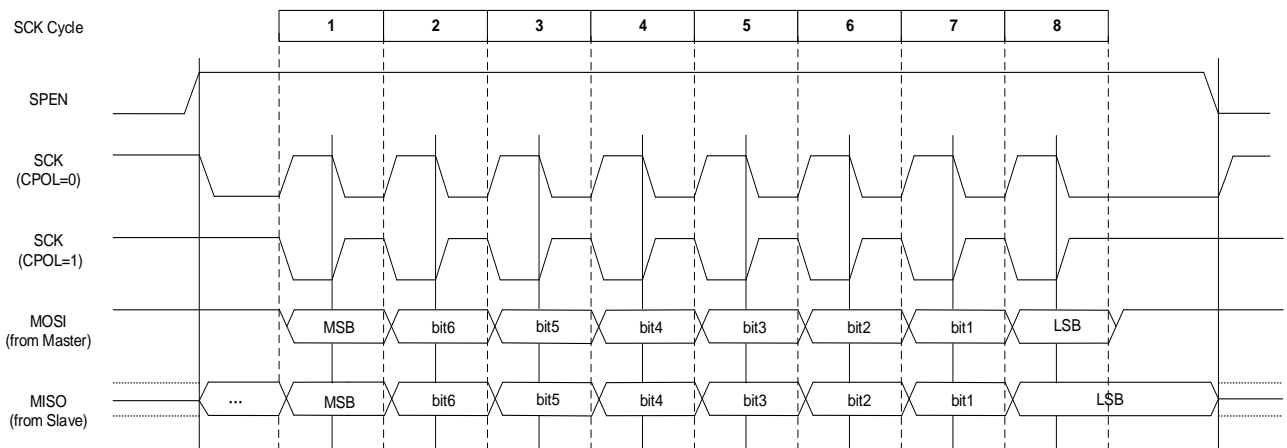 SCK Cycle 1 2 3 4 5 6 7 8
SPEN
SCK
(CPOL=0)
SCK
(CPOL=1)
MOSI
(from Master)
MSB bit6 bit5 bit4 bit3 bit2 bit1 LSB
MISO
(from Slave)
... MSB bit6 bit5 bit4 bit3 bit2 bit1 LSB